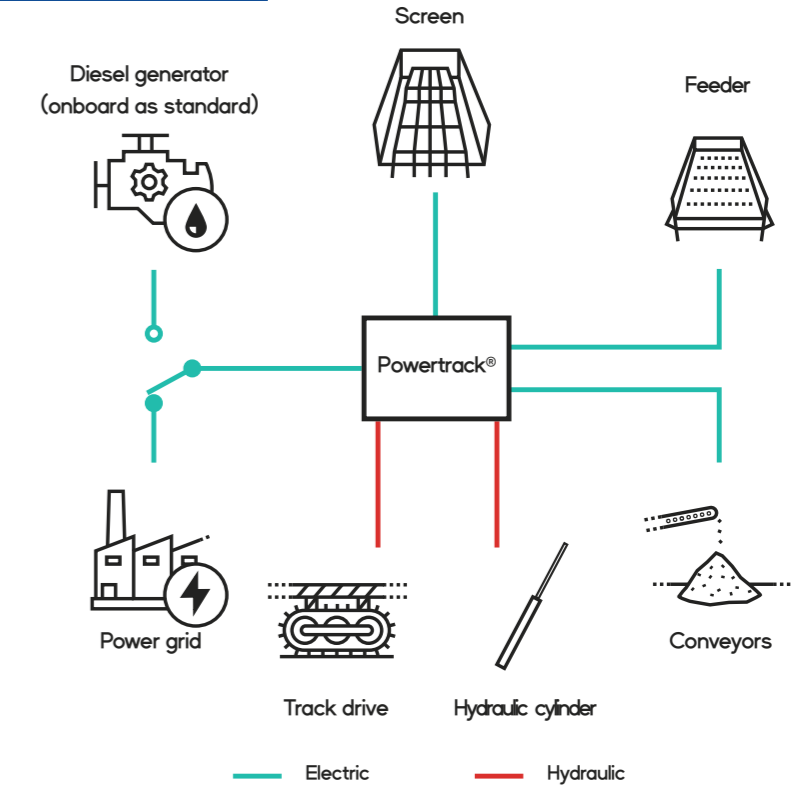 Screen
Diesel generator
(onboard as standard)
Feeder
Powertrack®
Power grid
Conveyors
Track drive
Hydraulic cylinder
Electric
Hydraulic